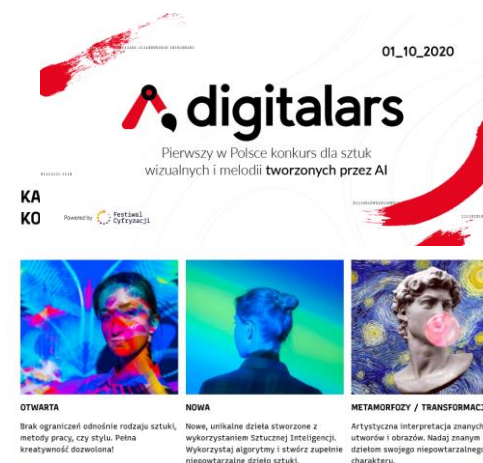 01_10_2020
digitalars
Pierwszy w Polsce konkurs dla sztuk
wizualnych i melodii tworzonych przez AI
KA
KO
Powered by Festiwal
Cyfryzacji
OTWARTA
Brak ograniczeń odnośnie rodzaju sztuki,
metody pracy, czy stylu. Pełna
kreatywność dozwolona!
NOWA
Nowe, unikalne dzieła stworzone z
wykorzystaniem Sztucznej Inteligencji.
Wykorzystaj algorytmy i stwórz zupełnie
niepowtarzalne dzieło sztuki.
METAMORFOZY / TRANSFORMACJ
Artystyczna interpretacja znanych
utworów i obrazów. Nadaj znanym
dziełom swojego niepowtarzalnego
charakteru.